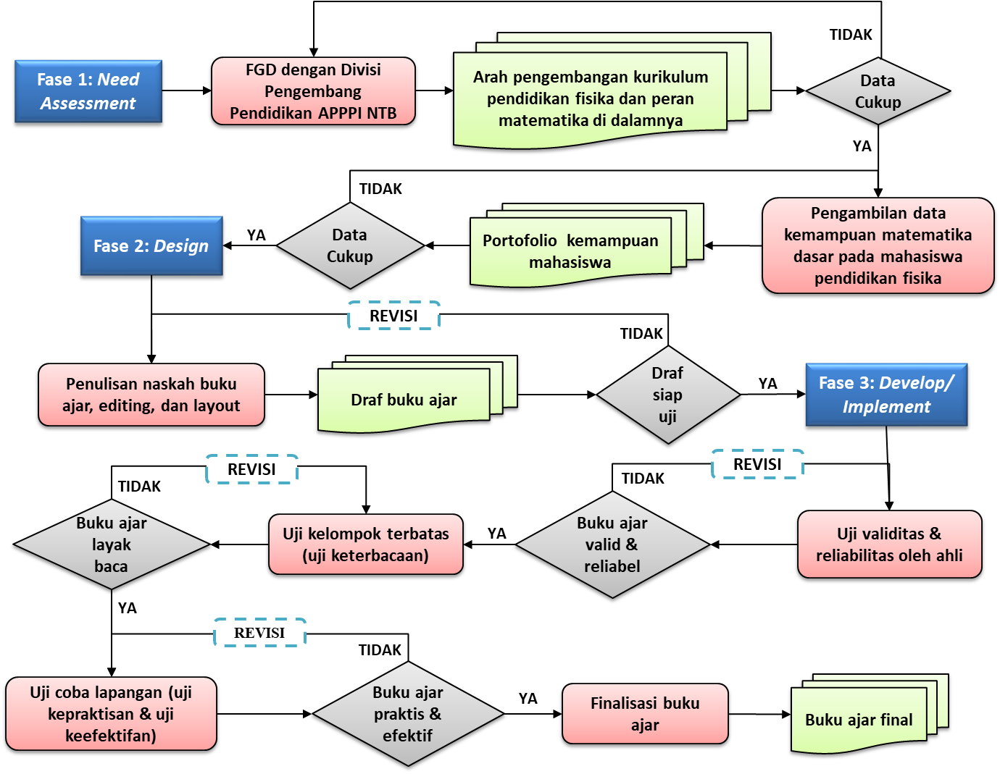 TIDAK
Fase 1: Need
Assessment
FGD dengan Divisi
Pengembang
Pendidikan APPPI NTB
Arah pengembangan kurikulum
pendidikan fisika dan peran
matematika di dalamnya
Data
Cukup
YA
TIDAK
Pengambilan data
kemampuan matematika
dasar pada mahasiswa
pendidikan fisika
Portofolio kemampuan
mahasiswa
Data
Cukup
YA
Fase 2: Design
REVISI
TIDAK
Penulisan naskah buku
ajar, editing, dan layout
Draf buku ajar
Draf
siap
uji
YA
Fase 3: Develop/
Implement
REVISI
TIDAK
Uji validitas &
reliabilitas oleh ahli
Buku ajar
valid &
reliabel
YA
Uji kelompok terbatas
(uji keterbacaan)
REVISI
TIDAK
Buku ajar
layak
baca
YA
REVISI
TIDAK
Uji coba lapangan (uji
kepraktisan & uji
keefektifan)
Buku ajar
praktis &
efektif
YA
Finalisasi buku
ajar
Buku ajar final